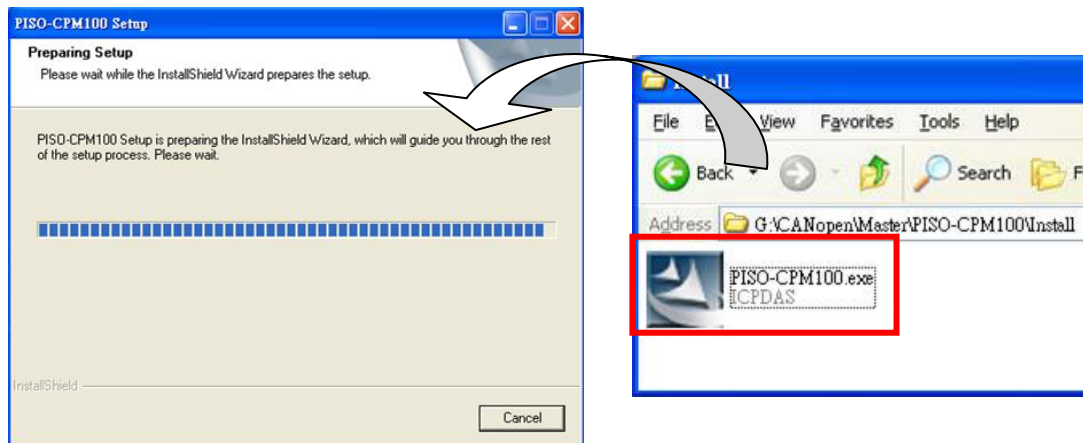 PISO-CPM100 Setup
Preparing Setup
Please wait while the InstallShield Wizard prepares the setup.
PISO-CPM100 Setup is preparing the InstallShield Wizard, which will guide you through the rest
of the setup process. Please wait.
InstallShield
Cancel
File View Favorites Tools Help
Back Search
Address G:\CANopen\Master\PISO-CPM100\Install
PISO-CPM100.exe
ICPDAS